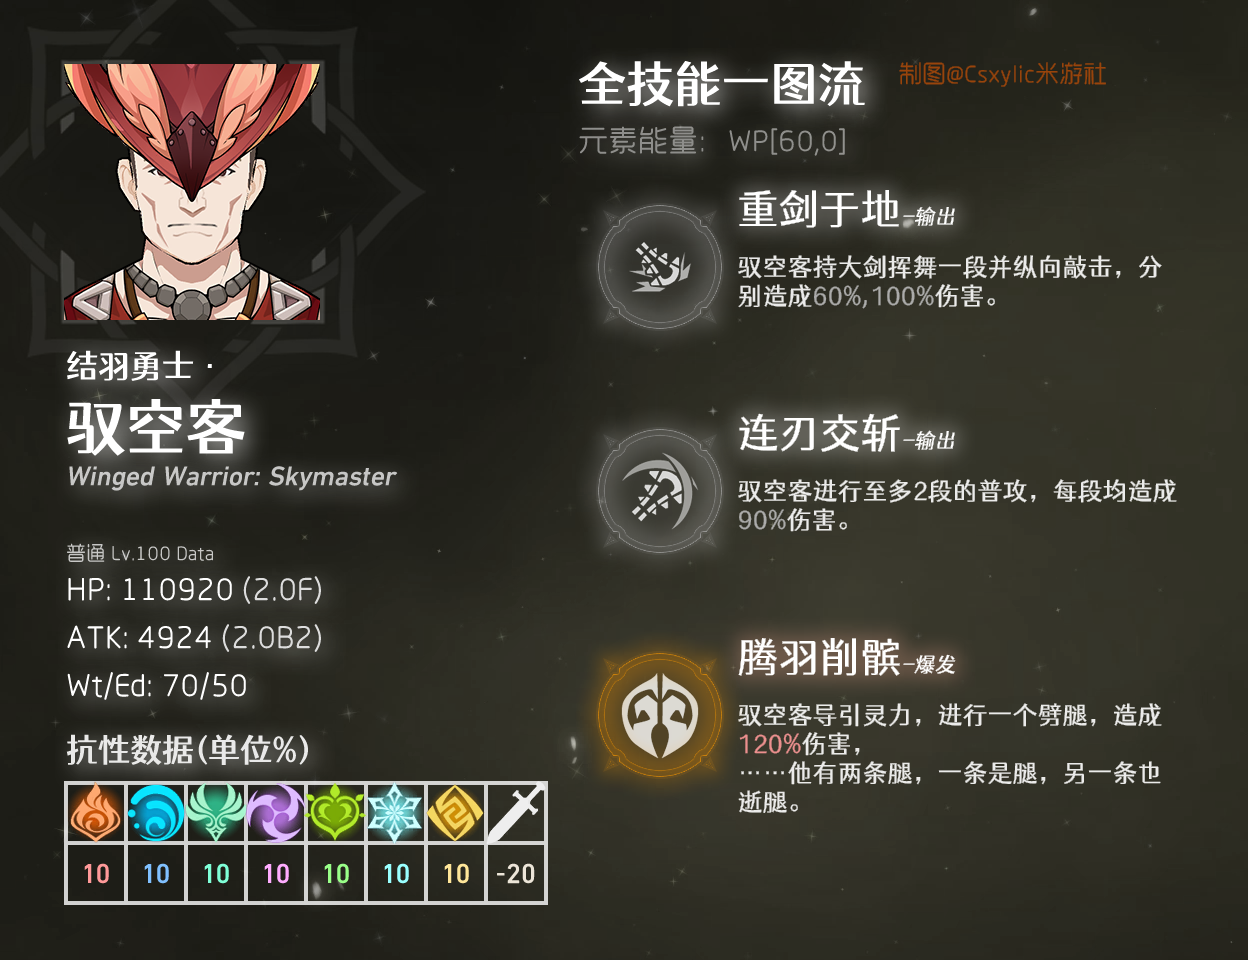 全技能一图流
制图@Csxylic米游社
元素能量： WP[60,0]
重剑于地-输出
驭空客持大剑挥舞一段并纵向敲击，分
别造成60%,100%伤害。
连刃交斩-输出
驭空客进行至多2段的普攻，每段均造成
90%伤害。
腾羽削髌-爆发
驭空客导引灵力，进行一个劈腿，造成
120%伤害，
……他有两条腿，一条是腿，另一条也
逝腿。
结羽勇士·
驭空客
Winged Warrior: Skymaster
普通 Lv.100 Data
HP: 110920 (2.0F)
ATK: 4924 (2.0B2)
Wt/Ed: 70/50
抗性数据(单位%)
10 10 10 10 10 10 10 -20